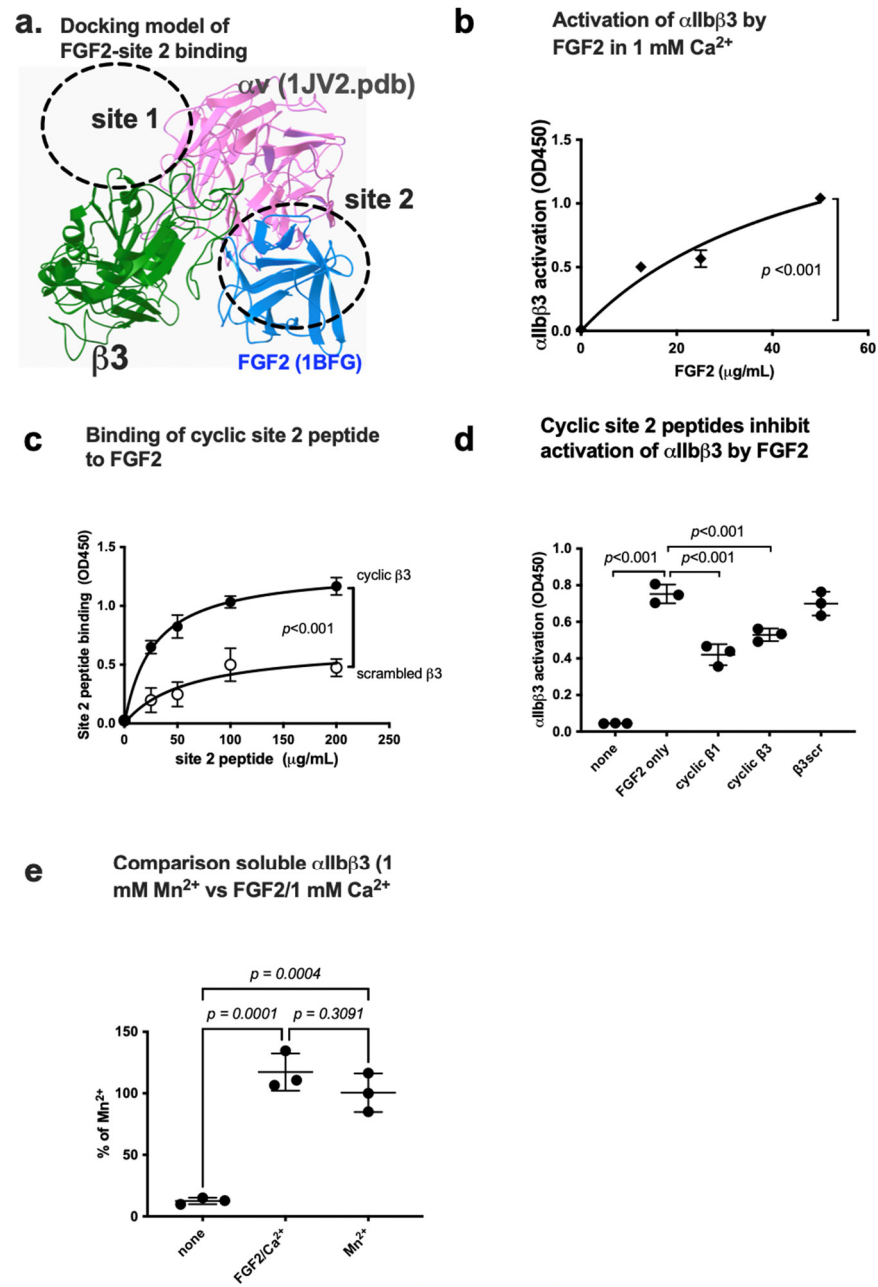 a. Docking model of
FGF2-site 2 binding
αv (1JV2.pdb)
site 1
site 2
β3
FGF2 (1BFG)
b Activation of αIIbβ3 by
FGF2 in 1 mM Ca²⁺
αIIbβ3 activation (OD450)
1.5
1.0
0.5
0.0
p <0.001
0 20 40 60
FGF2 (μg/mL)
c Binding of cyclic site 2 peptide
to FGF2
Site 2 peptide binding (OD450)
1.5
1.0
0.5
0.0
cyclic β3
p<0.001
scrambled β3
0 50 100 150 200 250
site 2 peptide (μg/mL)
d Cyclic site 2 peptides inhibit
activation of αIIbβ3 by FGF2
αIIbβ3 activation (OD450)
p<0.001
p<0.001 p<0.001
1.0
0.8
0.6
0.4
0.2
0.0
none
FGF2 only
cyclic β1
cyclic β3
β3scr
e Comparison soluble αIIbβ3 (1
mM Mn²⁺ vs FGF2/1 mM Ca²⁺
p = 0.0004
p = 0.0001 p = 0.3091
% of Mn²⁺
150
100
50
0
none
FGF2/Ca²⁺
Mn²⁺